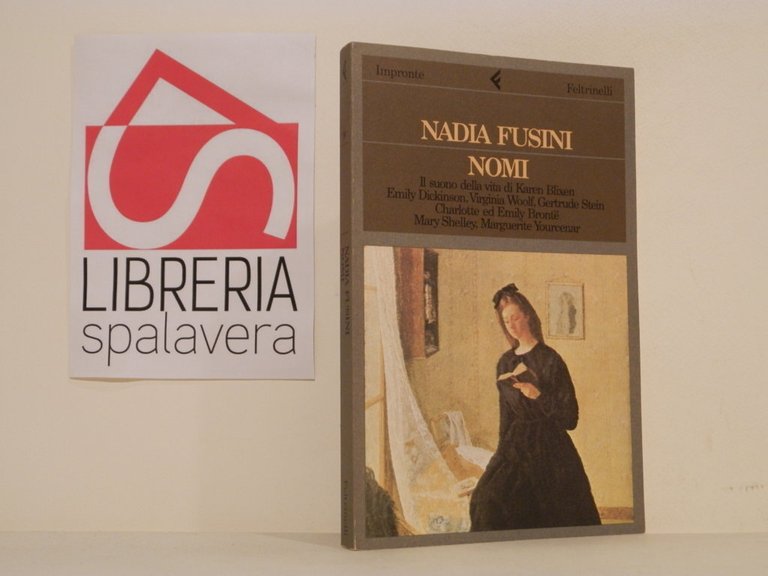 LIBRERIA
spalavera
Impronte
Feltrinelli
NADIA FUSINI
NOMI
Il suono della vita di Karen Blixen
Emily Dickinson, Virginia Woolf, Gertrude Stein
Charlotte ed Emily Brontë
Mary Shelley, Marguerite Yourcenar
NADIA FUSINI
NOMI